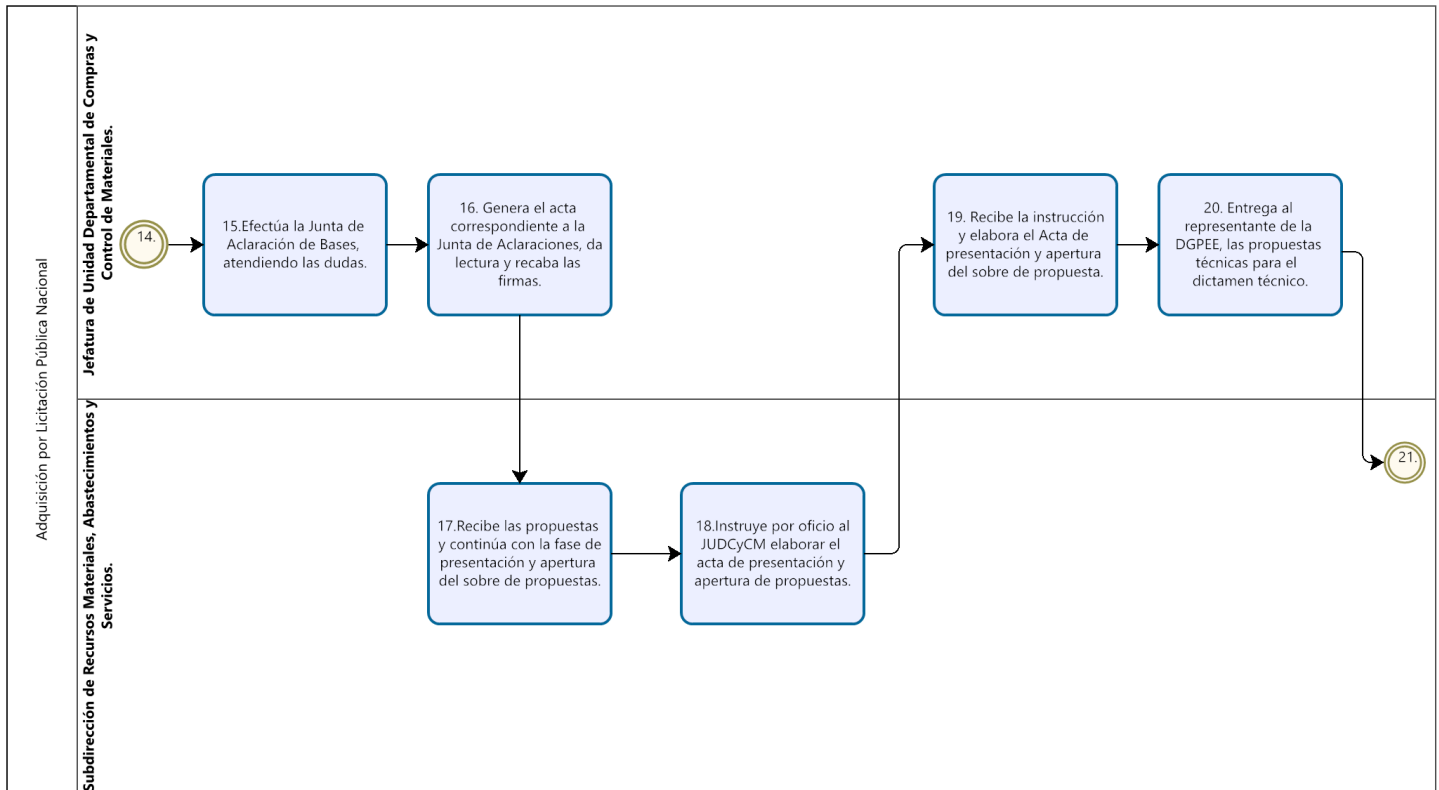 Adquisición por Licitación Pública Nacional
Jefatura de Unidad Departamental de Compras y
Control de Materiales.
14.
15.Efectúa la Junta de
Aclaración de Bases,
atendiendo las dudas.
16. Genera el acta
correspondiente a la
Junta de Aclaraciones, da
lectura y recaba las
firmas.
19. Recibe la instrucción
y elabora el Acta de
presentación y apertura
del sobre de propuesta.
20. Entrega al
representante de la
DGPEE, las propuestas
técnicas para el
dictamen técnico.
Subdirección de Recursos Materiales, Abastecimientos y
Servicios.
17.Recibe las propuestas
y continúa con la fase de
presentación y apertura
del sobre de propuestas.
18.Instruye por oficio al
JUDCyCM elaborar el
acta de presentación y
apertura de propuestas.
21.